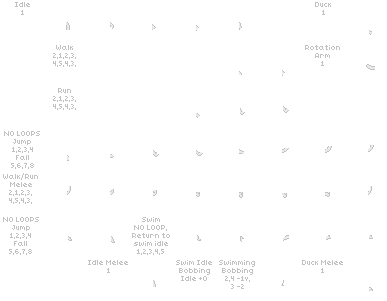 Idle
1
Duck
1
Walk
2,1,2,3,
4,5,4,3,
Rotation
Arm
1
Run
2,1,2,3,
4,5,4,3,
NO LOOPS
Jump
1,2,3,4
Fall
5,6,7,8
Walk/Run
Melee
2,1,2,3,
4,5,4,3,
NO LOOPS
Jump
1,2,3,4
Fall
5,6,7,8
Swim
NO LOOP,
Return to
swim idle
1,2,3,4,5
Idle Melee
1
Swim Idle
Bobbing
Idle +0
Swimming
Bobbing
2,4 -1v,
3 -2
Duck Melee
1